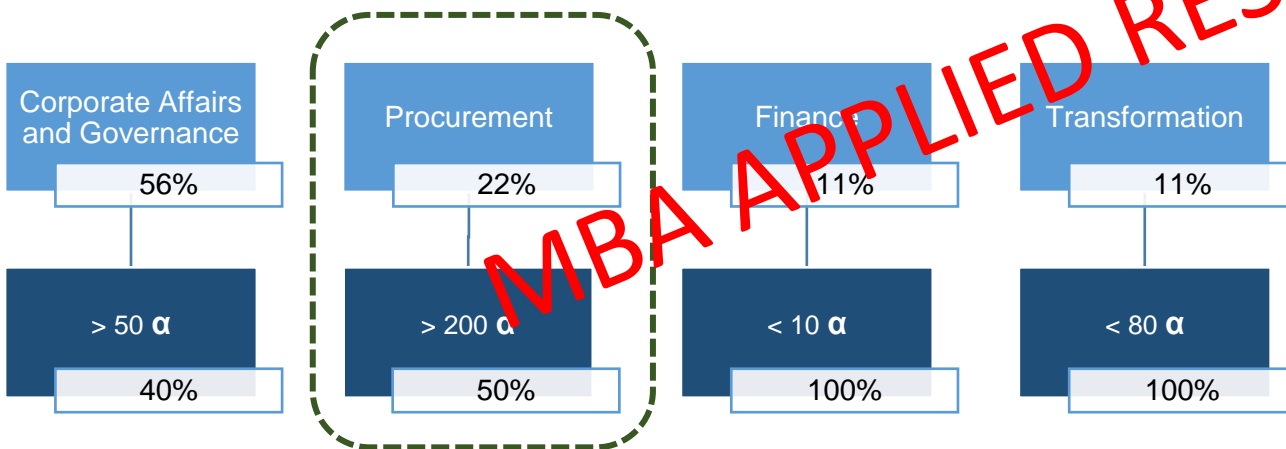 Corporate Affairs
and Governance
56%
Procurement
22%
Finance
11%
Transformation
11%
> 50 α
40%
> 200 α
50%
< 10 α
100%
< 80 α
100%
MBA APPLIED